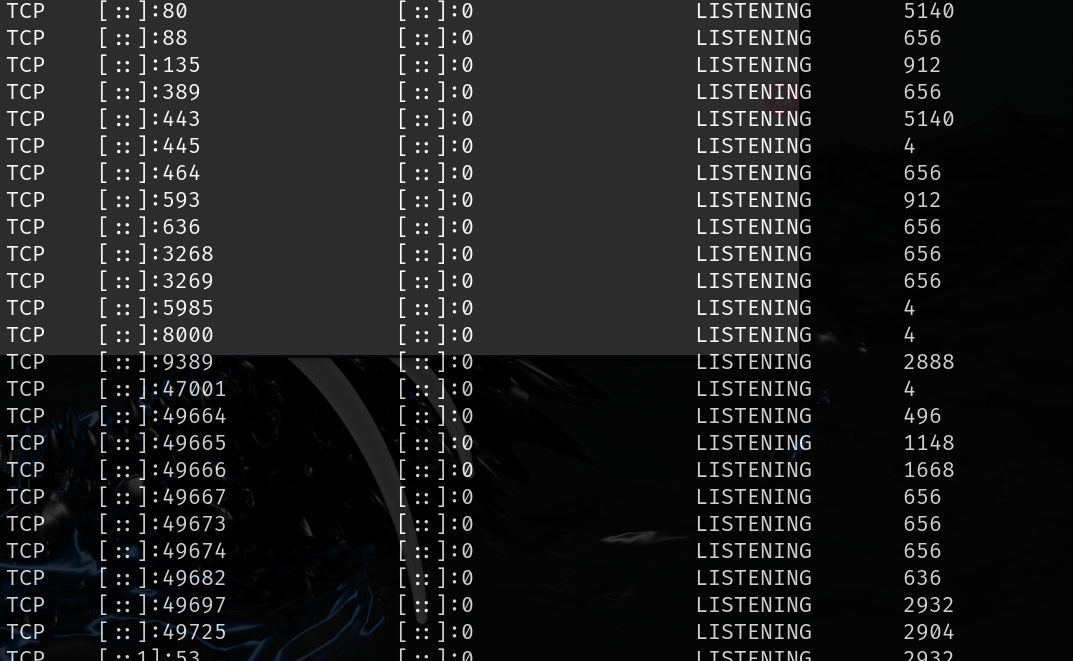 TCP [::]:80 [::]:0 LISTENING 5140
TCP [::]:88 [::]:0 LISTENING 656
TCP [::]:135 [::]:0 LISTENING 912
TCP [::]:389 [::]:0 LISTENING 656
TCP [::]:443 [::]:0 LISTENING 5140
TCP [::]:445 [::]:0 LISTENING 4
TCP [::]:464 [::]:0 LISTENING 656
TCP [::]:593 [::]:0 LISTENING 912
TCP [::]:636 [::]:0 LISTENING 656
TCP [::]:3268 [::]:0 LISTENING 656
TCP [::]:3269 [::]:0 LISTENING 656
TCP [::]:5985 [::]:0 LISTENING 4
TCP [::]:8000 [::]:0 LISTENING 4
TCP [::]:9389 [::]:0 LISTENING 2888
TCP [::]:47001 [::]:0 LISTENING 4
TCP [::]:49664 [::]:0 LISTENING 496
TCP [::]:49665 [::]:0 LISTENING 1148
TCP [::]:49666 [::]:0 LISTENING 1668
TCP [::]:49667 [::]:0 LISTENING 656
TCP [::]:49673 [::]:0 LISTENING 656
TCP [::]:49674 [::]:0 LISTENING 656
TCP [::]:49682 [::]:0 LISTENING 636
TCP [::]:49697 [::]:0 LISTENING 2932
TCP [::]:49725 [::]:0 LISTENING 2904
TCP [::1]:53 [::]:0 LISTENING 2932